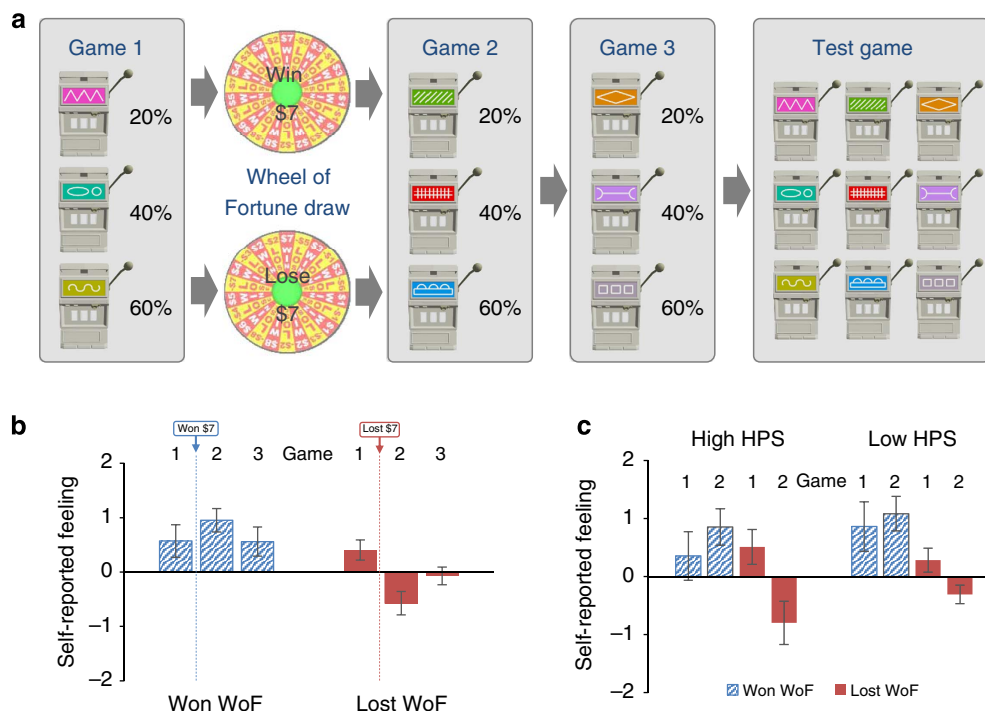 a
Game 1
Game 2
Game 3
Test game
Win
$7
20%
20%
20%
Wheel of
Fortune draw
40%
40%
40%
Lose
$7
60%
60%
60%
b
Won $7
Lost $7
1 2 3 Game 1 2 3
Self-reported feeling
2
1
0
−1
−2
Won WoF
Lost WoF
c
High HPS
Low HPS
1 2 1 2 Game 1 2 1 2
Self-reported feeling
2
1
0
−1
−2
Won WoF
Lost WoF